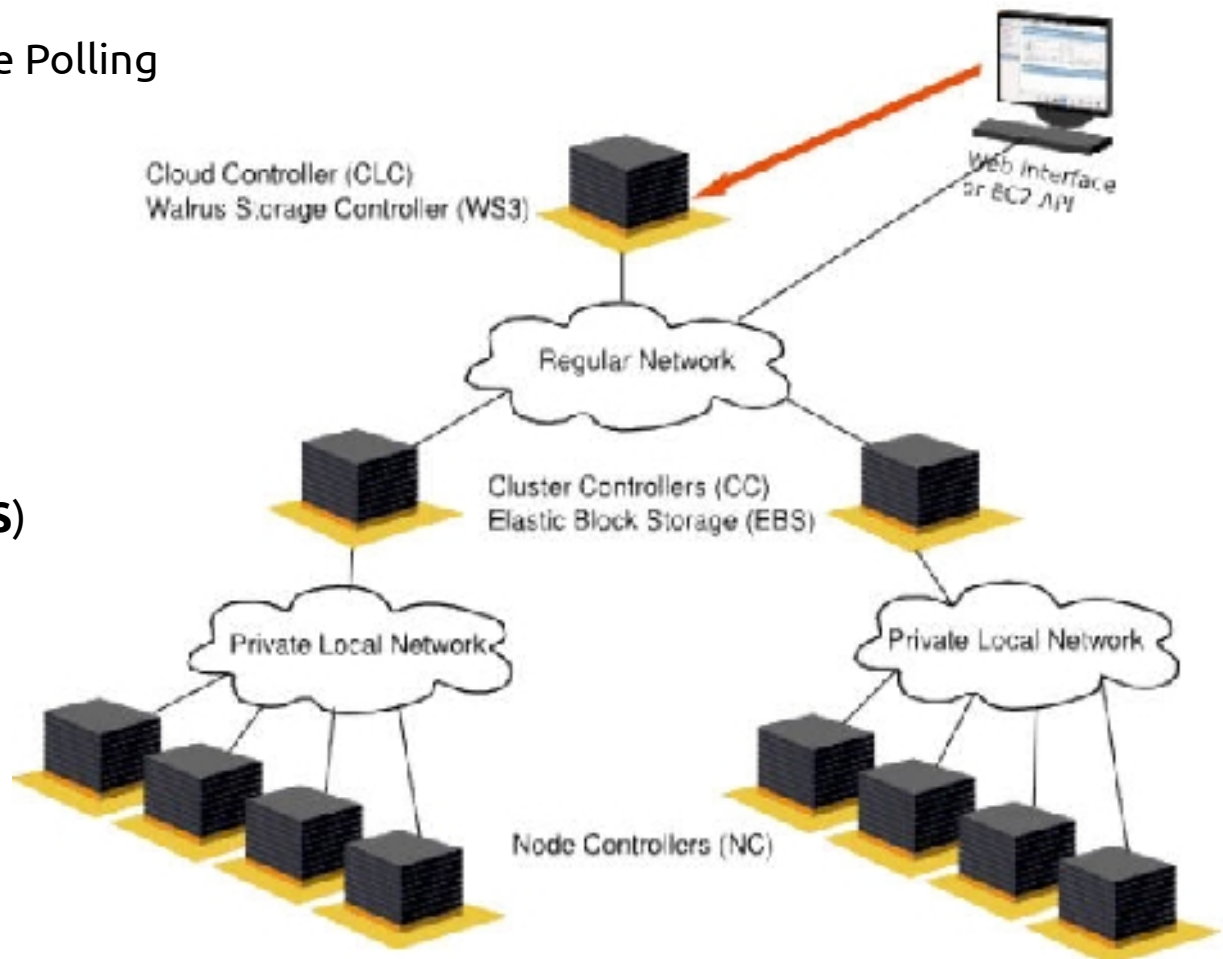 e Polling
Cloud Controller (CLC)
Walrus Storage Controller (WS3)
Web Interface
or EC2 API
Regular Network
Cluster Controllers (CC)
Elastic Block Storage (EBS)
S)
Private Local Network
Private Local Network
Node Controllers (NC)